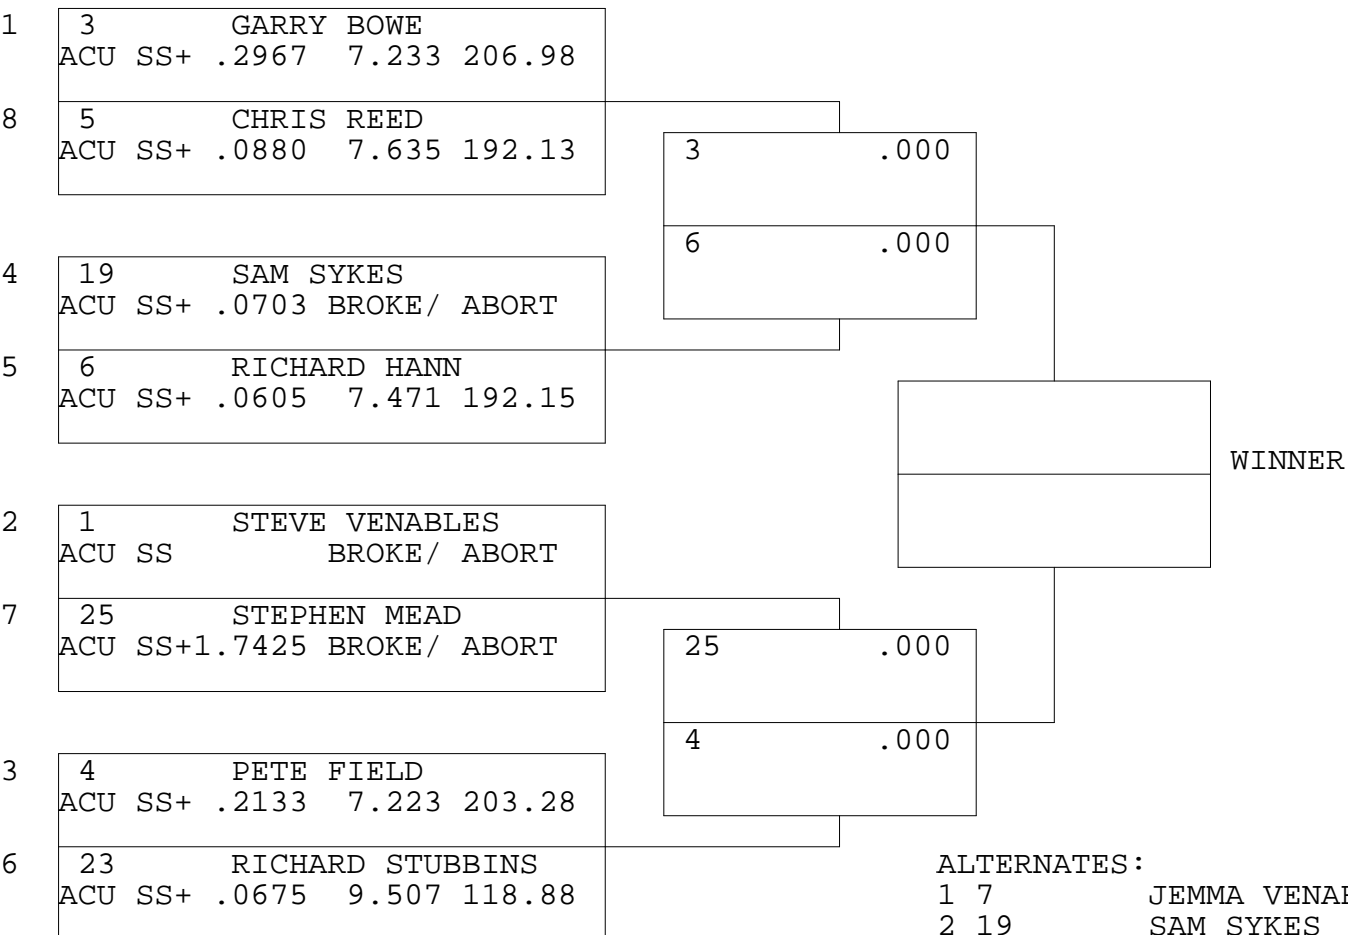 1 3 GARRY BOWE
ACU SS+ .2967 7.233 206.98
8 5 CHRIS REED
ACU SS+ .0880 7.635 192.13
3 .000
6 .000
4 19 SAM SYKES
ACU SS+ .0703 BROKE/ ABORT
5 6 RICHARD HANN
ACU SS+ .0605 7.471 192.15
WINNER
2 1 STEVE VENABLES
ACU SS BROKE/ ABORT
7 25 STEPHEN MEAD
ACU SS+1.7425 BROKE/ ABORT
25 .000
4 .000
3 4 PETE FIELD
ACU SS+ .2133 7.223 203.28
6 23 RICHARD STUBBINS
ACU SS+ .0675 9.507 118.88
ALTERNATES:
1 7 JEMMA
2 19 SAM SYKES